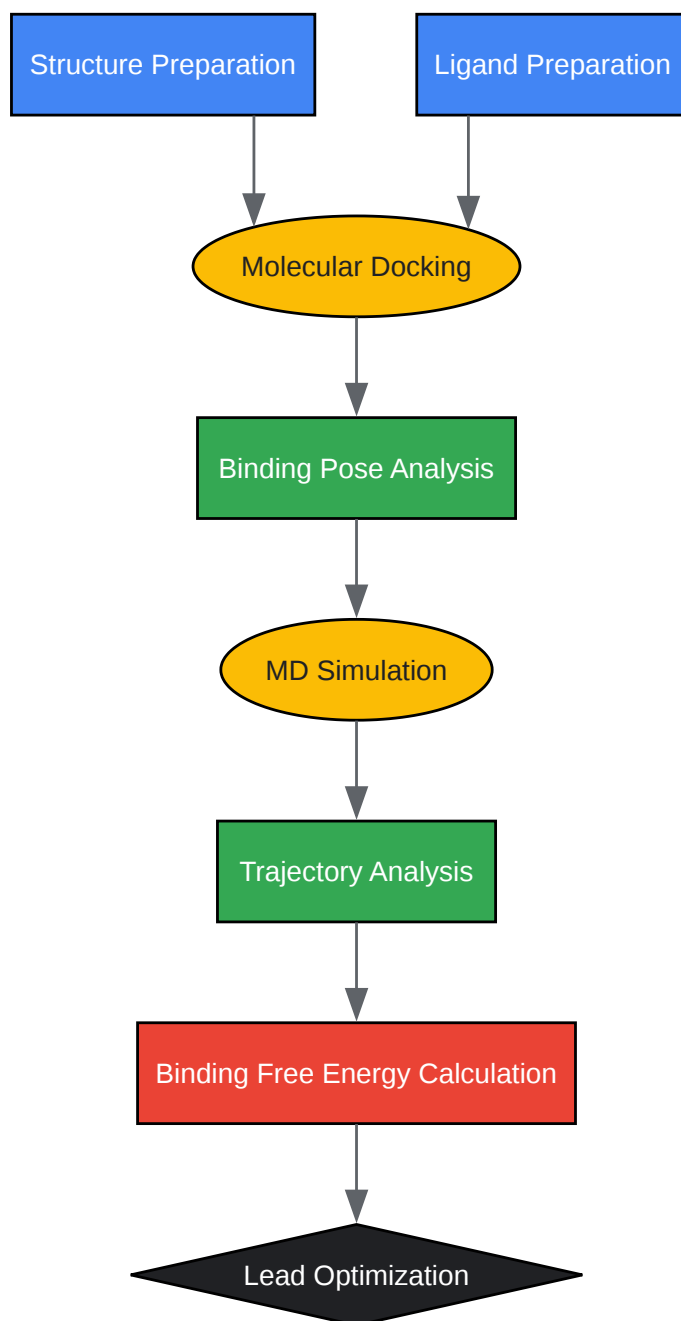 Structure Preparation
Ligand Preparation
Molecular Docking
Binding Pose Analysis
MD Simulation
Trajectory Analysis
Binding Free Energy Calculation
Lead Optimization